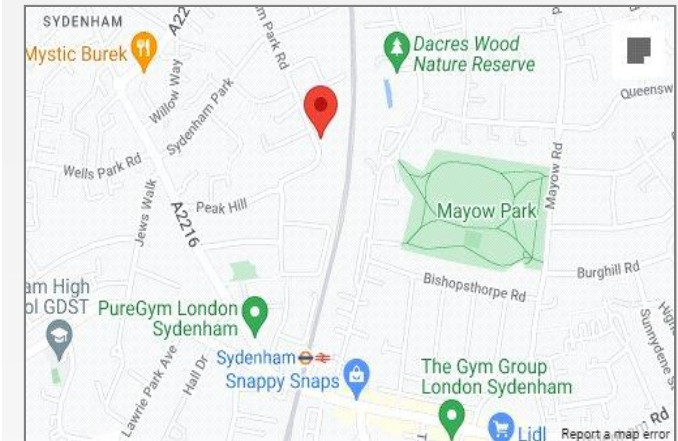 SYDENHAM
A22
m Park Rd
Mystic Burek
Dacres Wood
Nature Reserve
Willow Way
Sydenham Park
Queensw
Wells Park Rd
Mayow Rd
Jews Walk
Peak Hill
A2216
Mayow Park
Burghill Rd
Bishopsthorpe Rd
am High
ol GDST
PureGym London
Sydenham
Sunnydene S
High
Sydenham
Snappy Snaps
Lawrie Park Ave
Hall Dr
The Gym Group
London Sydenham
Lidl
Report a map error
m Rd